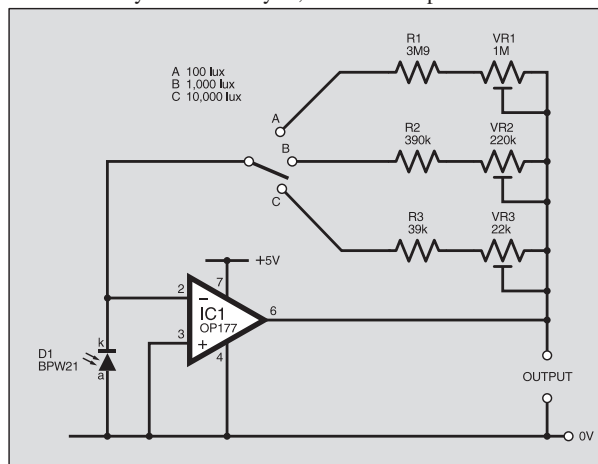 R1
3M9
VR1
1M
A 100 lux
B 1,000 lux
C 10,000 lux
A
R2
390k
VR2
220k
B
C
R3
39k
VR3
22k
+5V
7
2
−
IC1
OP177
6
3
+
4
k
D1
BPW21
a
OUTPUT
0V